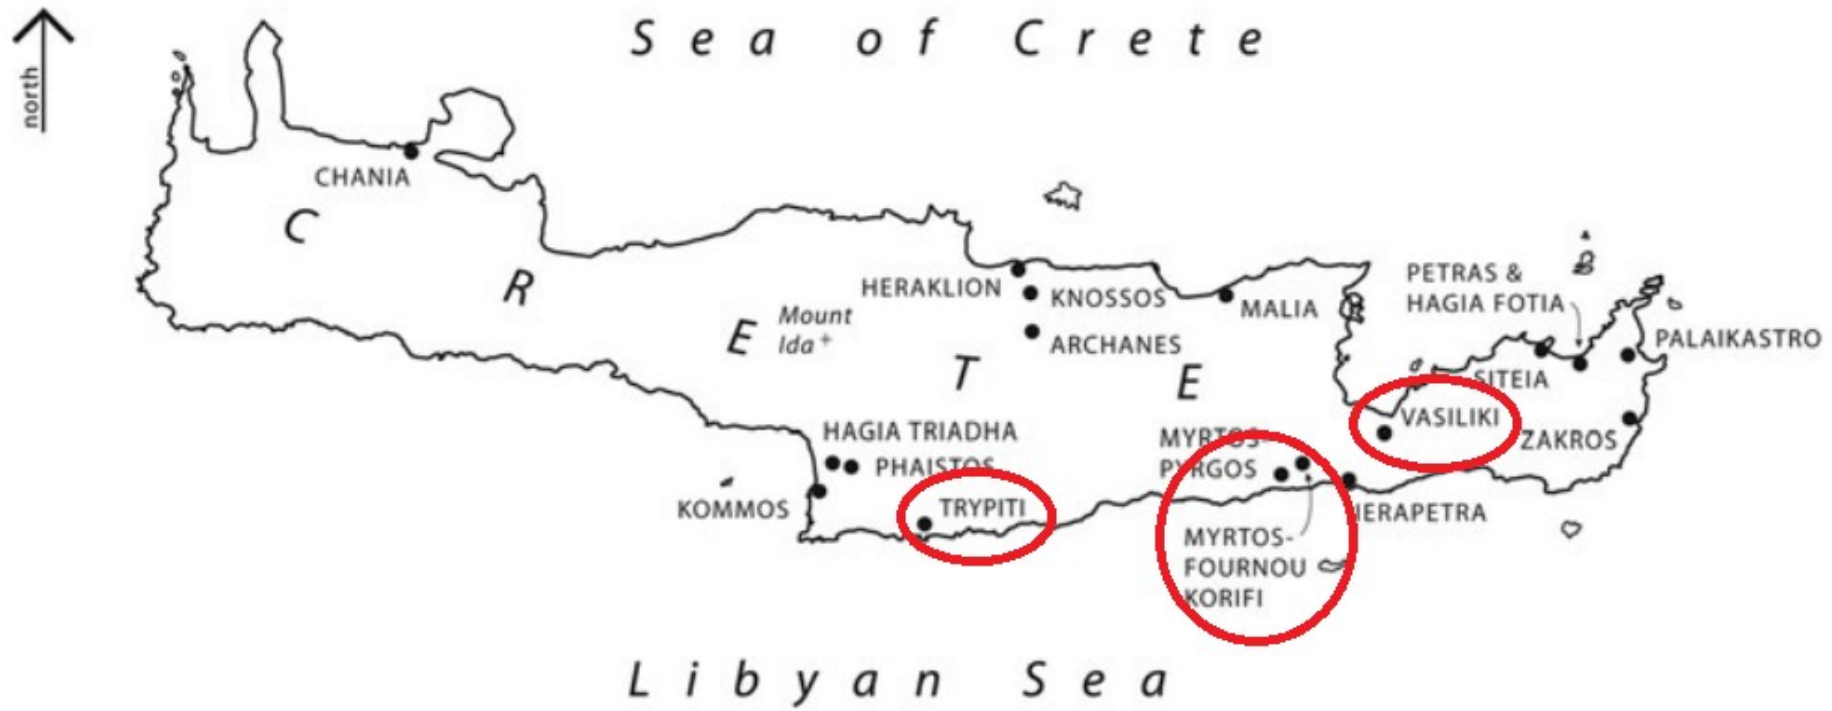 Sea of Crete
north
CHANIA
C
R
E
T
E
Mount
Ida +
HERAKLION
KNOSSOS
ARCHANES
MALIA
PETRAS &
HAGIA FOTIA
PALAIKASTRO
SITEIA
VASILIKI
ZAKROS
HAGIA TRIADHA
PHAISTOS
KOMMOS
TRYPITI
MYRTOS-
PYRGOS
IERAPETRA
MYRTOS-
FOURNOU
KORIFI
Libyan Sea